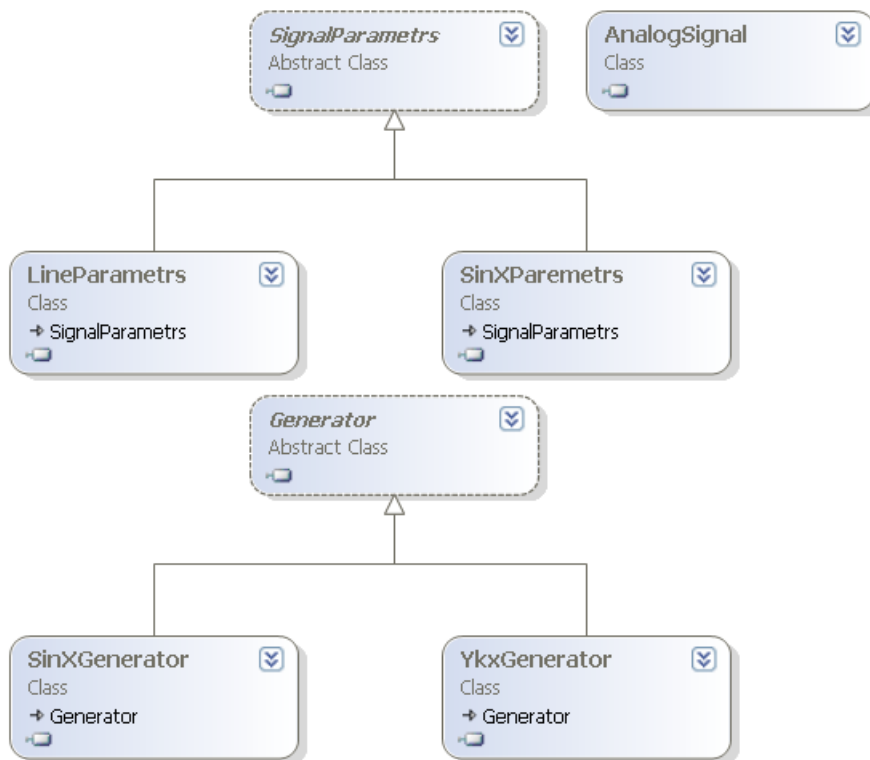 SignalParametrs
Abstract Class
AnalogSignal
Class
LineParametrs
Class
SignalParametrs
SinXParemetrs
Class
SignalParametrs
Generator
Abstract Class
SinXGenerator
Class
Generator
YkxGenerator
Class
Generator